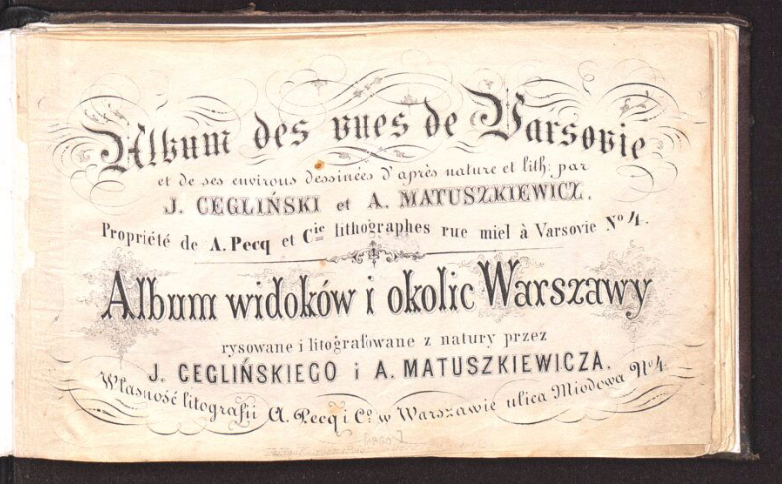 Album des vues de Varsovie
et de ses environs dessinées d'après nature et lith: par
J. CEGLIŃSKI et A. MATUSZKIEWICZ.
Propriété de A. Pecq et Cie lithographes rue miel à Varsovie No 4.
Album widoków i okolic Warszawy
rysowane i litografowane z natury przez
J. CEGLIŃSKIEGO i A. MATUSZKIEWICZA.
Własność litografii A. Pecq i Co w Warszawie ulica Miodowa No 4